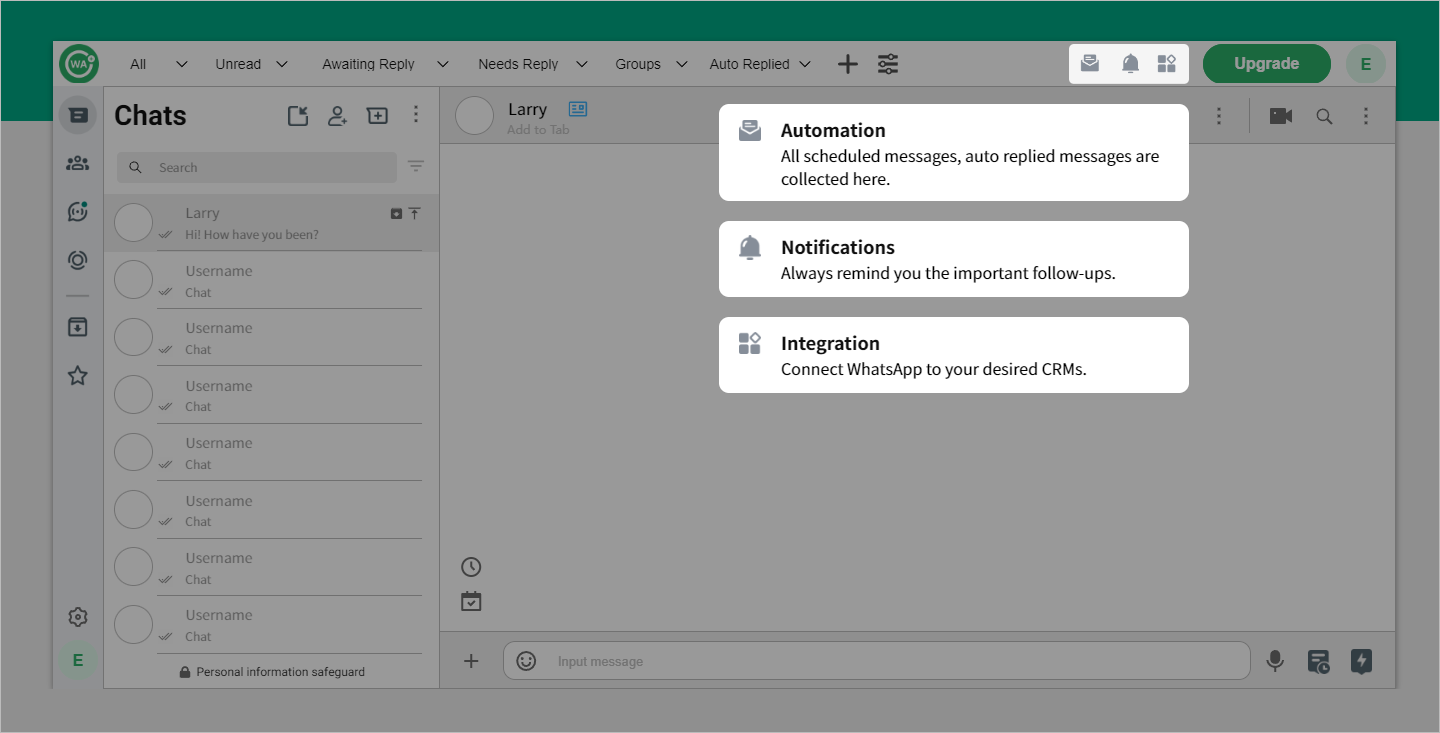 WA
All
Unread
Awaiting Reply
Needs Reply
Groups
Auto Replied
Upgrade
E
Chats
Search
Larry
Hi! How have you been?
Username
Chat
Username
Chat
Username
Chat
Username
Chat
Username
Chat
Username
Chat
Username
Chat
Personal information safeguard
E
Larry
Add to Tab
Automation
All scheduled messages, auto replied messages are
collected here.
Notifications
Always remind you the important follow-ups.
Integration
Connect WhatsApp to your desired CRMs.
Input message